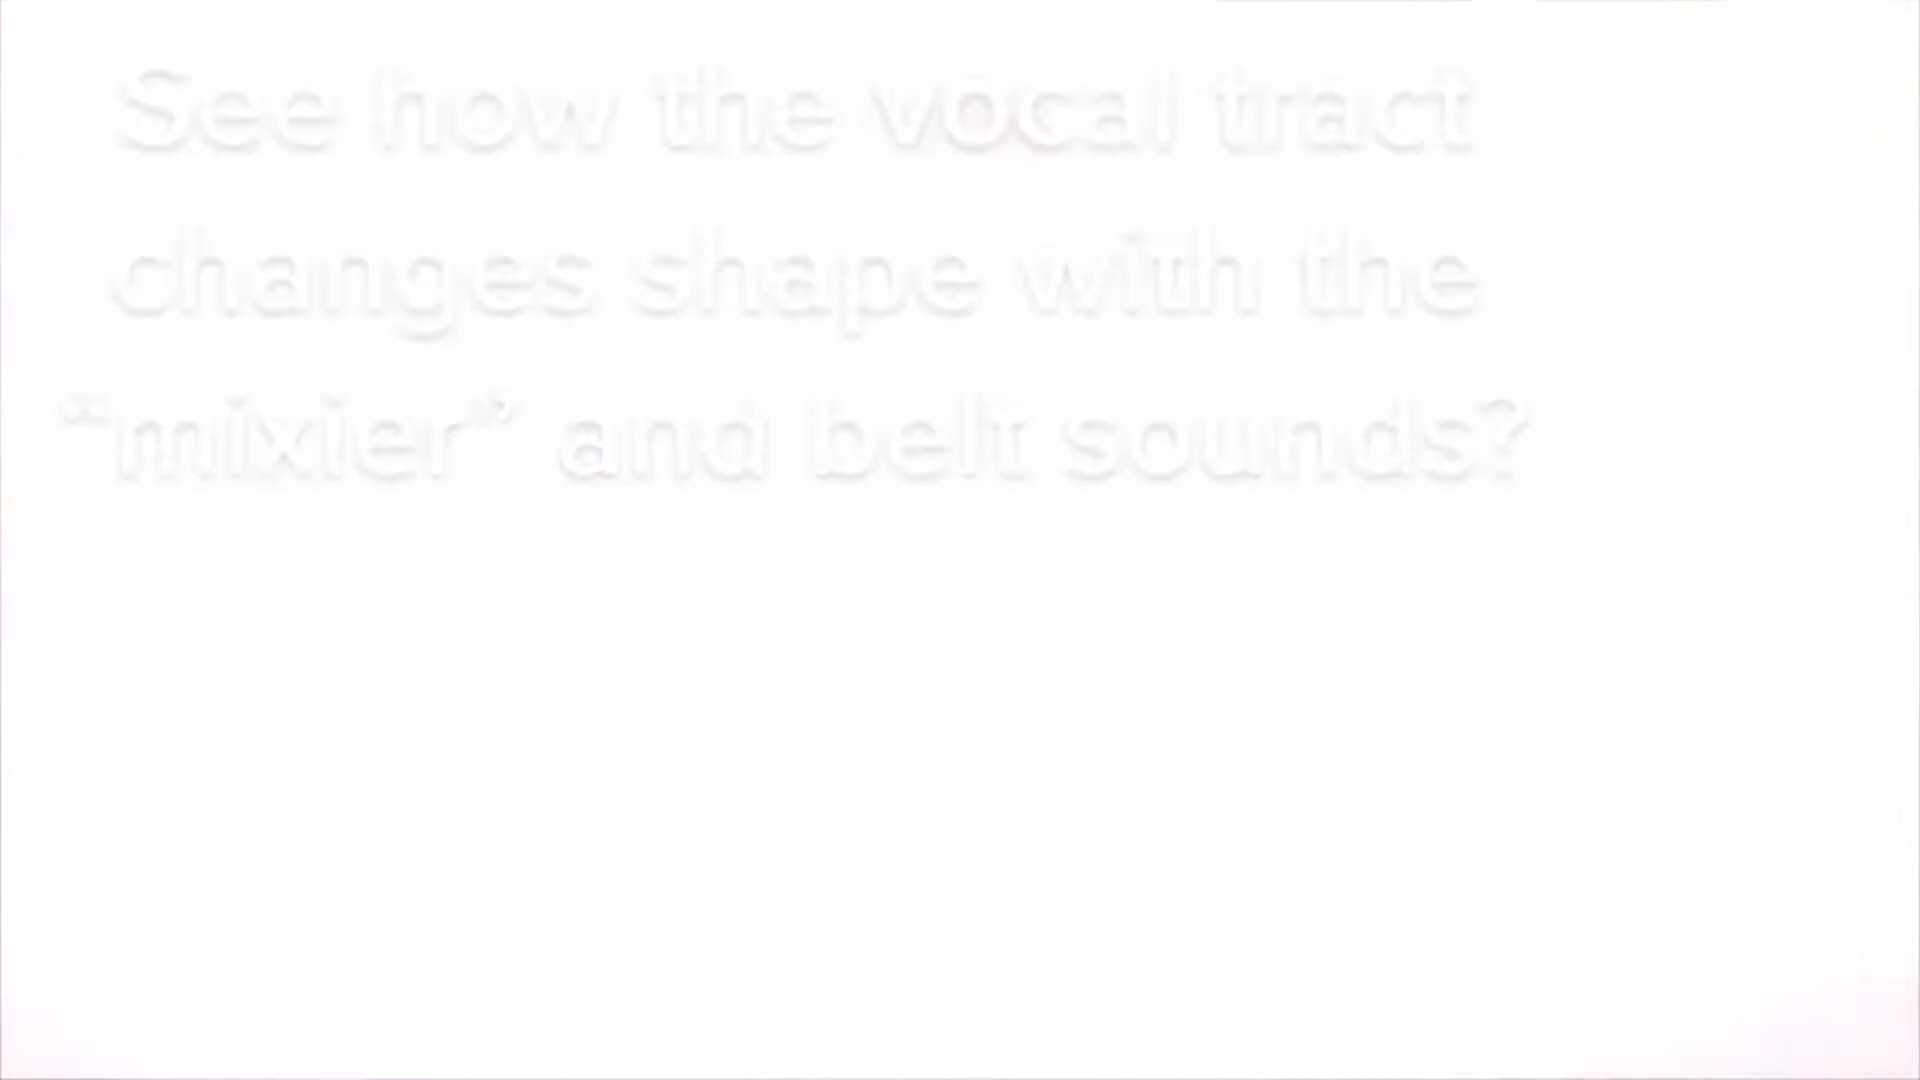 See how the vocal tract
changes shape with the
“mixier” and belt sounds?